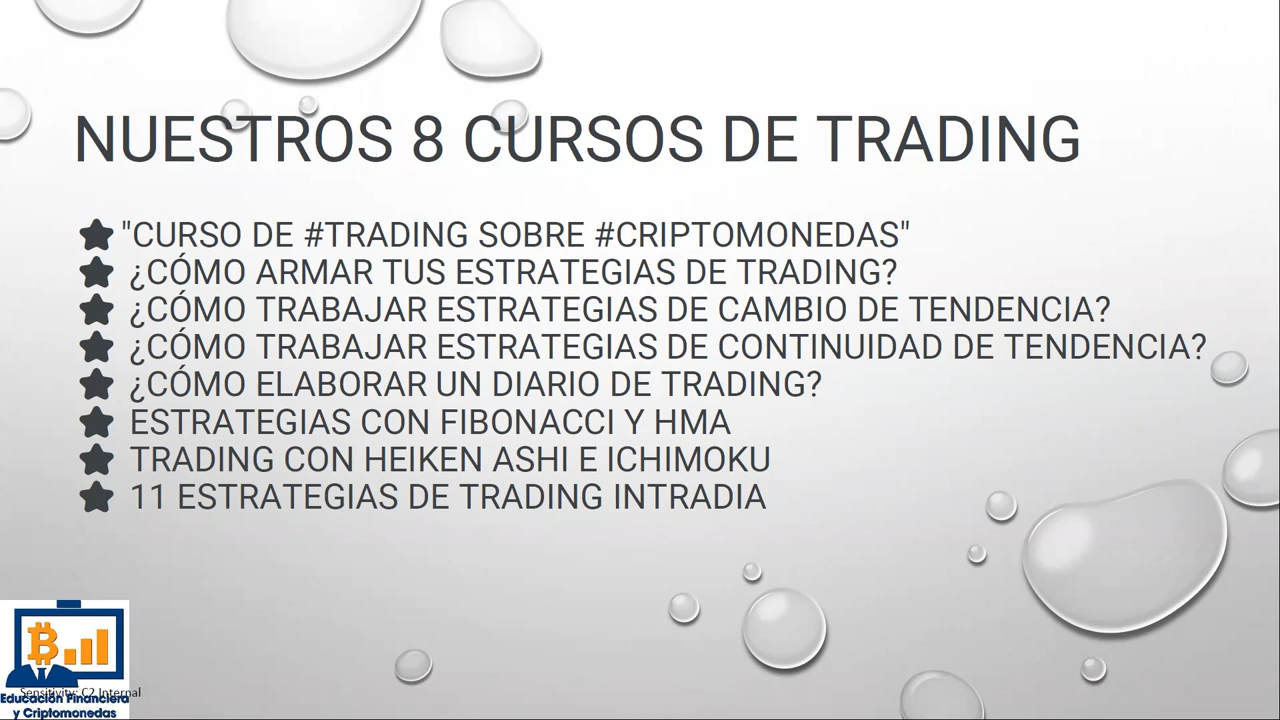 NUESTROS 8 CURSOS DE TRADING
"CURSO DE #TRADING SOBRE #CRIPTOMONEDAS"
¿CÓMO ARMAR TUS ESTRATEGIAS DE TRADING?
¿CÓMO TRABAJAR ESTRATEGIAS DE CAMBIO DE TENDENCIA?
¿CÓMO TRABAJAR ESTRATEGIAS DE CONTINUIDAD DE TENDENCIA?
¿CÓMO ELABORAR UN DIARIO DE TRADING?
ESTRATEGIAS CON FIBONACCI Y HMA
TRADING CON HEIKEN ASHI E ICHIMOKU
11 ESTRATEGIAS DE TRADING INTRADIA
Sensitivity: C2 Internal
Educación Financiera
y Criptomonedas